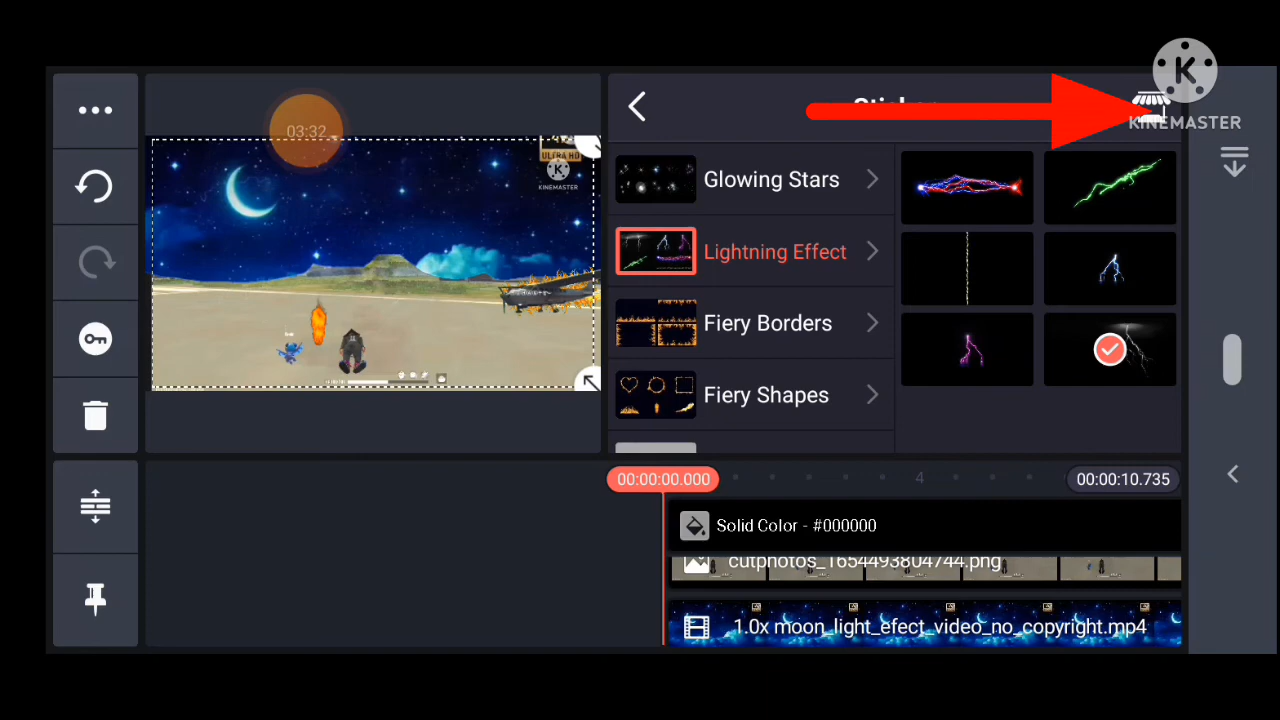 03:32
ULTRA HD
KINEMASTER
KINEMASTER
Glowing Stars
Lightning Effect
Fiery Borders
Fiery Shapes
00:00:00.000
4
00:00:10.735
Solid Color - #000000
cutphotos_1654493804744.png
1.0x moon_light_efect_video_no_copyright.mp4